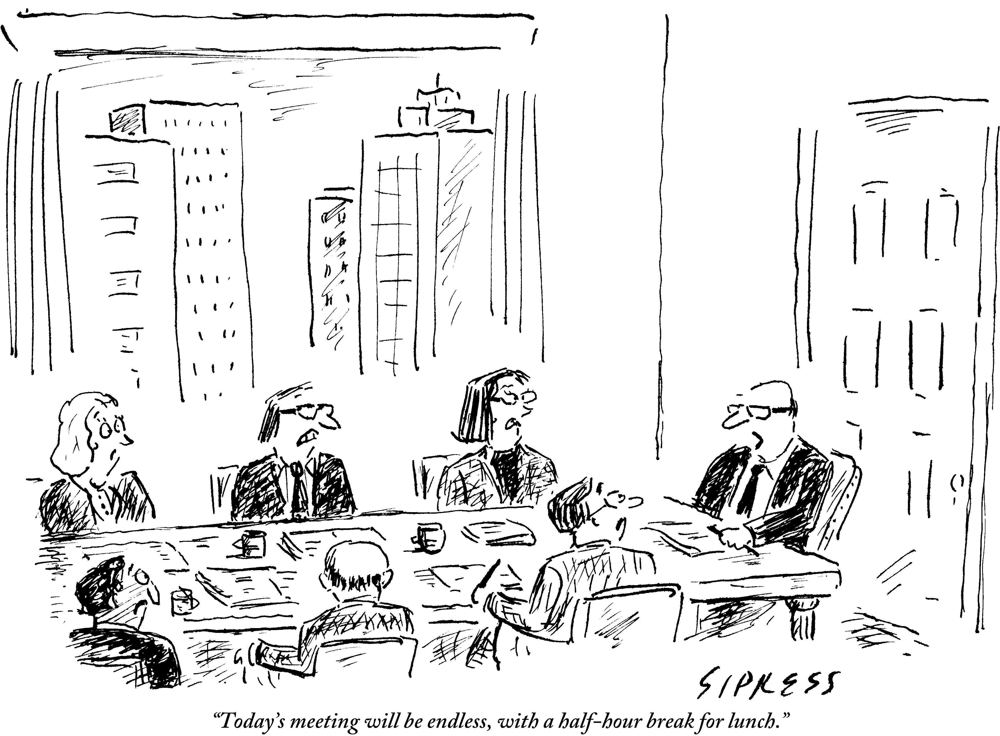 SIPRESS
“Today’s meeting will be endless, with a half-hour break for lunch.”